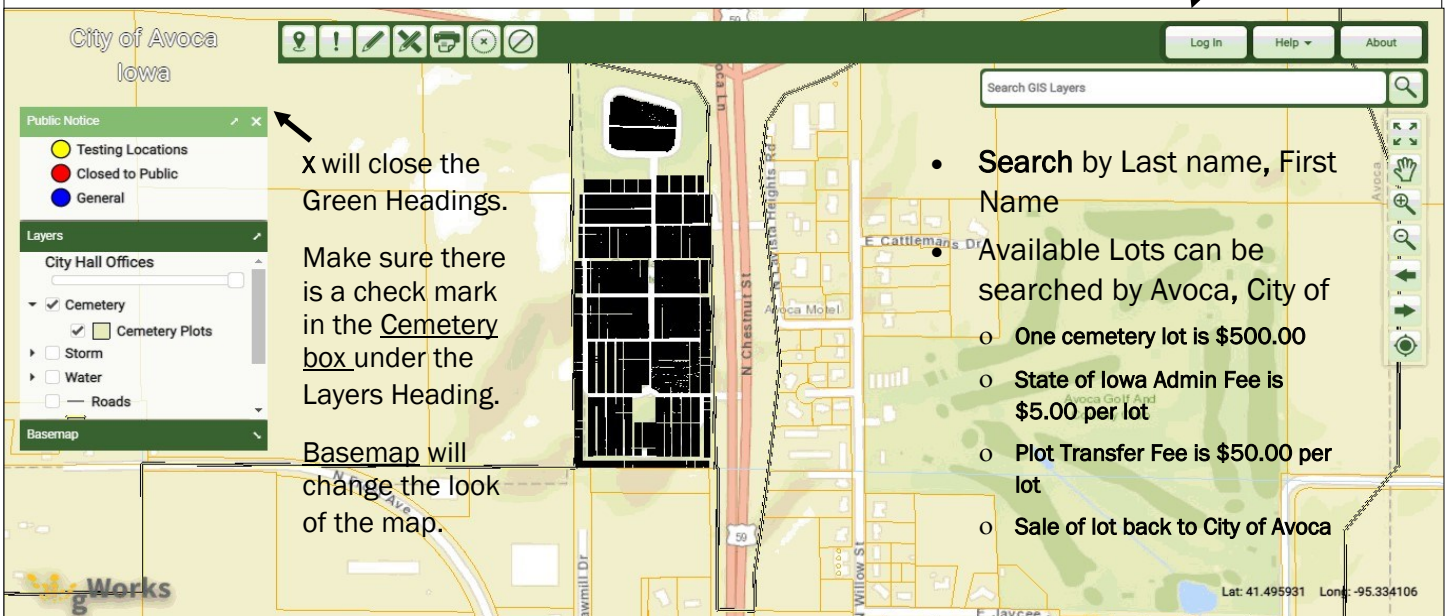 City of Avoca
Iowa
Log In
Help
About
Search GIS Layers
Public Notice
Testing Locations
Closed to Public
General
Layers
City Hall Offices
Cemetery
Cemetery Plots
Storm
Water
Roads
Basemap
X will close the
Green Headings.
Make sure there
is a check mark
in the Cemetery
box under the
Layers Heading.
Basemap will
change the look
of the map.
• Search by Last name, First
Name
• Available Lots can be
searched by Avoca, City of
o One cemetery lot is $500.00
o State of Iowa Admin Fee is
$5.00 per lot
o Plot Transfer Fee is $50.00 per
lot
o Sale of lot back to City of Avoca
59
N Lavista Heights Rd
E Cattlemans Dr
Avoca Motel
N Chestnut St
Avoca Golf And
Avoca
59
Willow St
E Jaycee
gWorks
Lat: 41.495931 Long: -95.334106